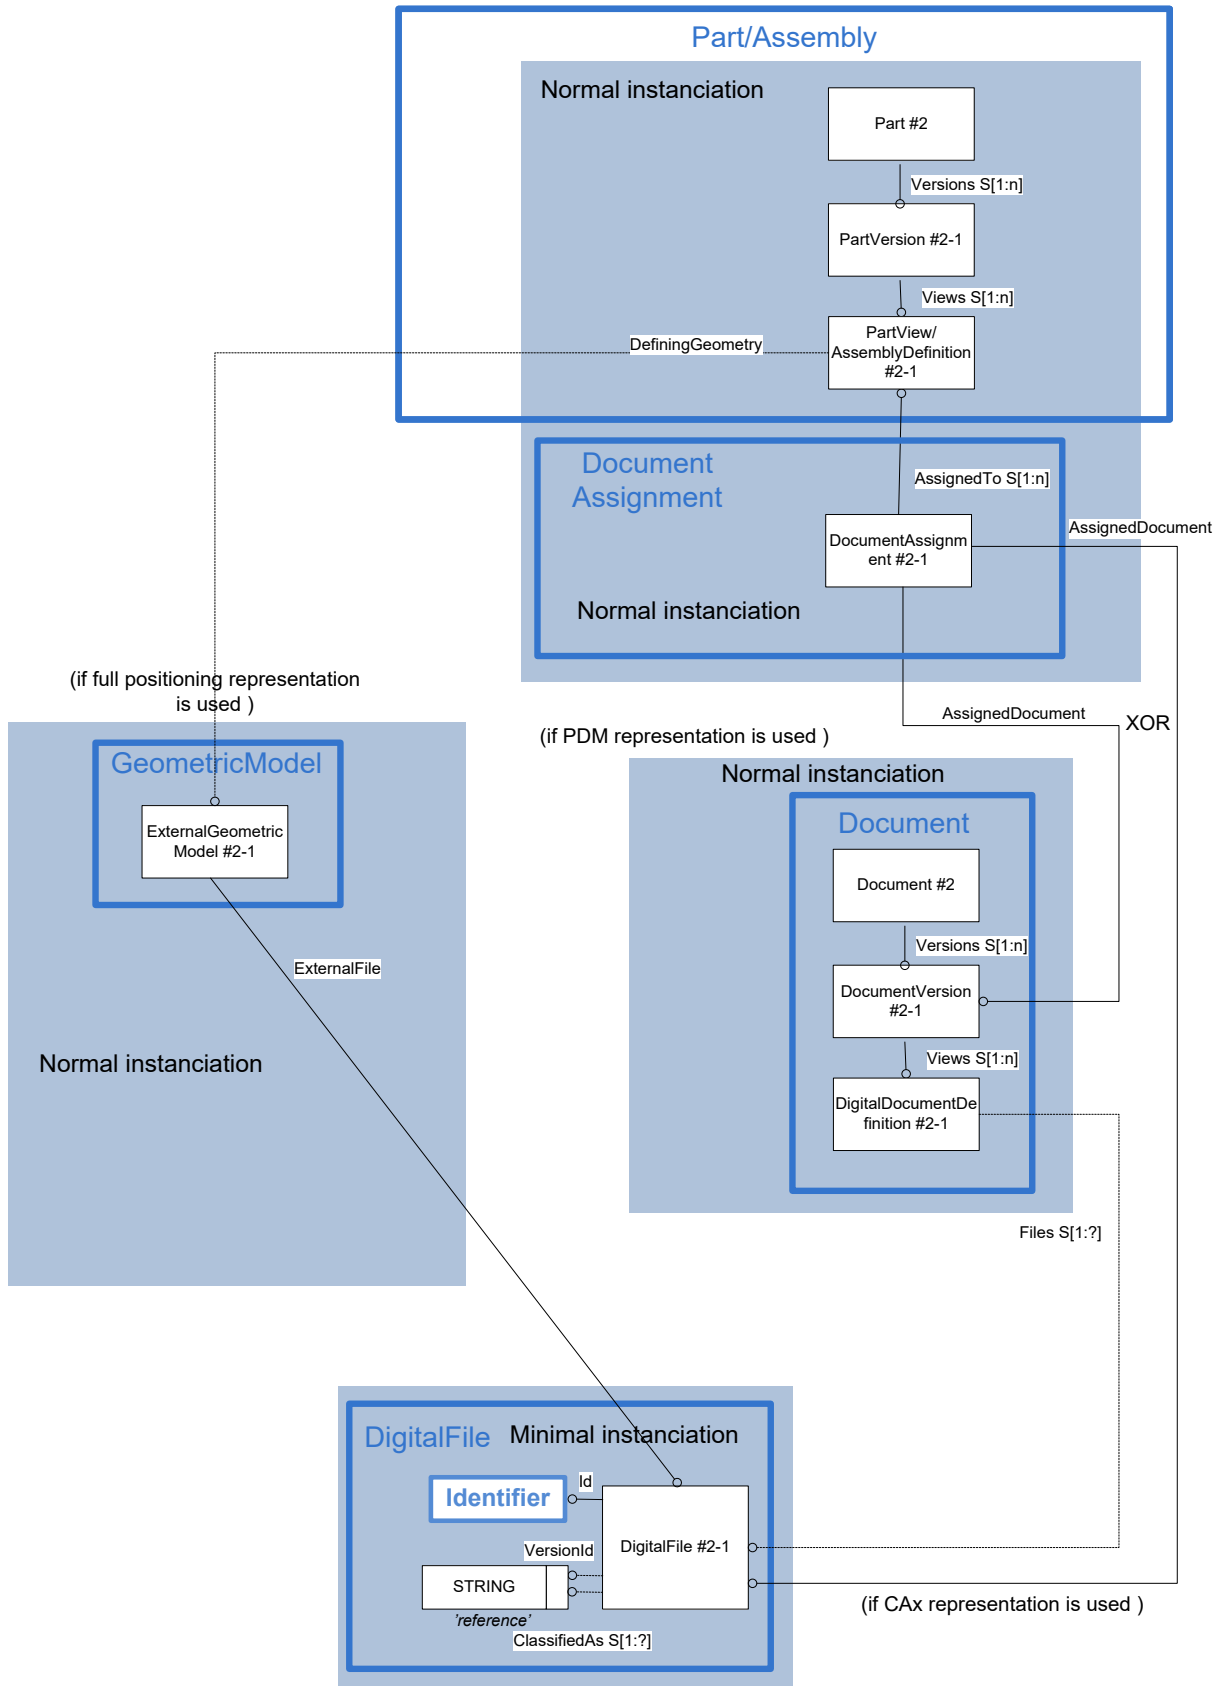 Part/Assembly
Normal instanciation
Part #2
Versions S[1:n]
PartVersion #2-1
Views S[1:n]
PartView/
AssemblyDefinition
#2-1
DefiningGeometry
Document
Assignment
AssignedTo S[1:n]
AssignedDocument
DocumentAssignm
ent #2-1
Normal instanciation
(if full positioning representation
is used )
AssignedDocument
XOR
(if PDM representation is used )
GeometricModel
ExternalGeometric
Model #2-1
ExternalFile
Normal instanciation
Normal instanciation
Document
Document #2
Versions S[1:n]
DocumentVersion
#2-1
Views S[1:n]
DigitalDocumentDe
finition #2-1
Files S[1:?]
DigitalFile
Minimal instanciation
Identifier
Id
VersionId
DigitalFile #2-1
STRING
'reference'
ClassifiedAs S[1:?]
(if CAx representation is used )